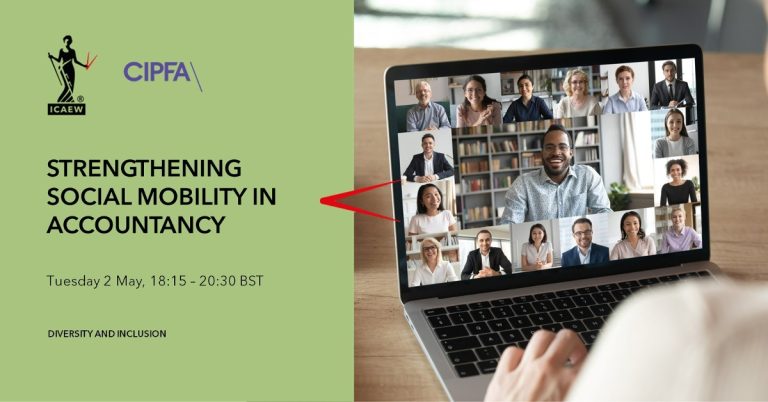 ICAEW
®
CIPFA\
STRENGTHENING
SOCIAL MOBILITY IN
ACCOUNTANCY
Tuesday 2 May, 18:15 – 20:30 BST
DIVERSITY AND INCLUSION